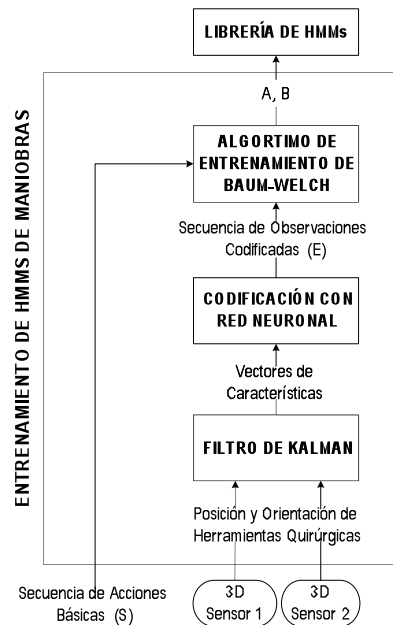 LIBRERÍA DE HMMs
A, B
ALGORTIMO DE
ENTRENAMIENTO DE
BAUM-WELCH
Secuencia de Observaciones
Codificadas (E)
CODIFICACIÓN CON
RED NEURONAL
Vectores de
Características
FILTRO DE KALMAN
Posición y Orientación de
Herramientas Quirúrgicas
ENTRENAMIENTO DE HMMS DE MANIOBRAS
Secuencia de Acciones
Básicas (S)
3D
Sensor 1
3D
Sensor 2